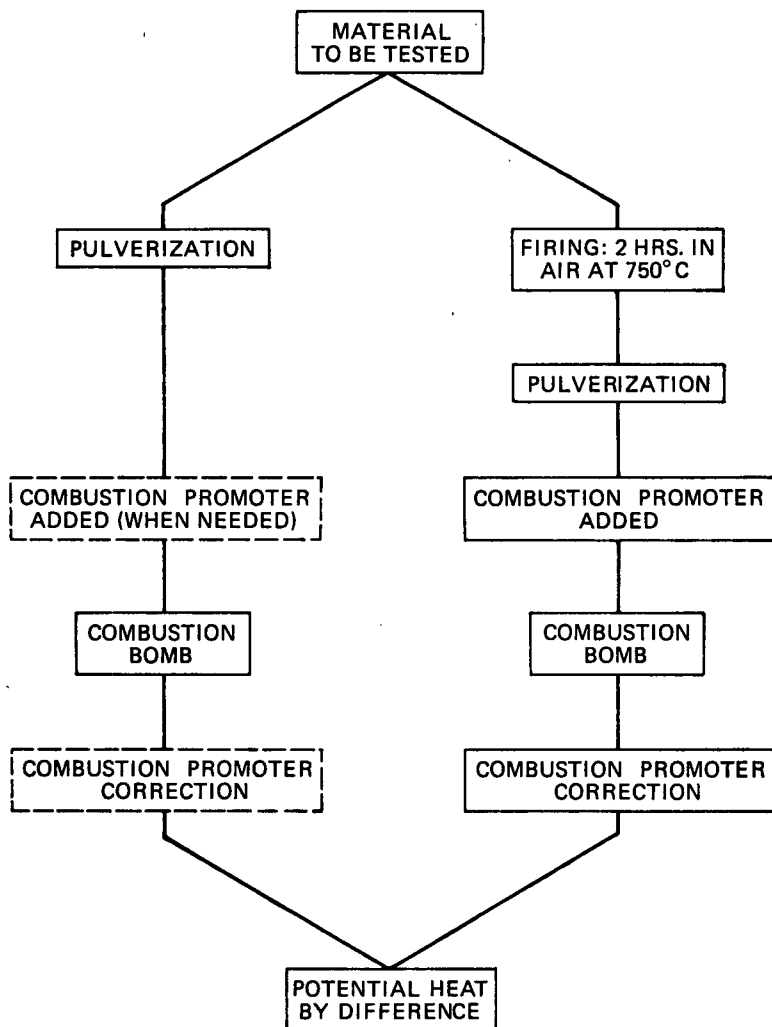 MATERIAL
TO BE TESTED
PULVERIZATION
FIRING: 2 HRS. IN
AIR AT 750°C
PULVERIZATION
COMBUSTION PROMOTER
ADDED (WHEN NEEDED)
COMBUSTION PROMOTER
ADDED
COMBUSTION
BOMB
COMBUSTION
BOMB
COMBUSTION PROMOTER
CORRECTION
COMBUSTION PROMOTER
CORRECTION
POTENTIAL HEAT
BY DIFFERENCE